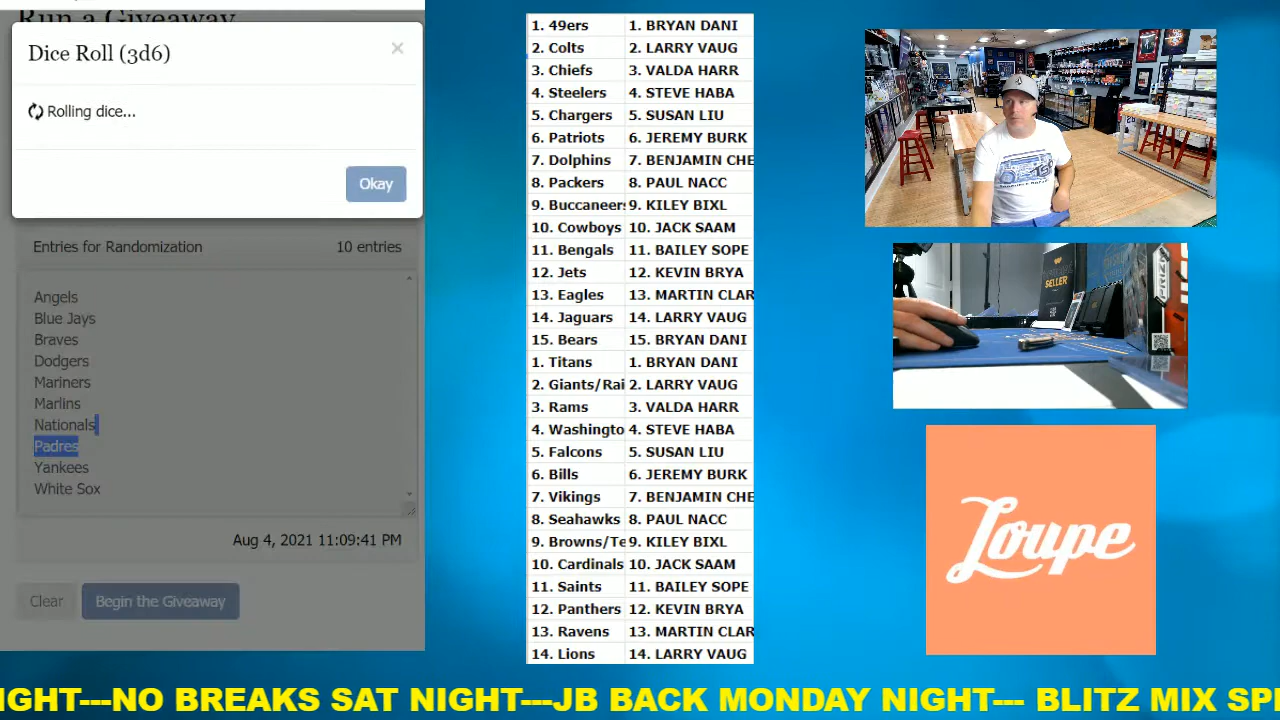 Run a Giveaway
Dice Roll (3d6)
×
Rolling dice...
Okay
Entries for Randomization 10 entries
Angels
Blue Jays
Braves
Dodgers
Mariners
Marlins
Nationals
Padres
Yankees
White Sox
Aug 4, 2021 11:09:41 PM
Clear Begin the Giveaway
1. 49ers 1. BRYAN DANI
2. Colts 2. LARRY VAUG
3. Chiefs 3. VALDA HARR
4. Steelers 4. STEVE HABA
5. Chargers 5. SUSAN LIU
6. Patriots 6. JEREMY BURK
7. Dolphins 7. BENJAMIN CHE
8. Packers 8. PAUL NACC
9. Buccaneers 9. KILEY BIXL
10. Cowboys 10. JACK SAAM
11. Bengals 11. BAILEY SOPE
12. Jets 12. KEVIN BRYA
13. Eagles 13. MARTIN CLAR
14. Jaguars 14. LARRY VAUG
15. Bears 15. BRYAN DANI
1. Titans 1. BRYAN DANI
2. Giants/Rai 2. LARRY VAUG
3. Rams 3. VALDA HARR
4. Washingto 4. STEVE HABA
5. Falcons 5. SUSAN LIU
6. Bills 6. JEREMY BURK
7. Vikings 7. BENJAMIN CHE
8. Seahawks 8. PAUL NACC
9. Browns/Te 9. KILEY BIXL
10. Cardinals 10. JACK SAAM
11. Saints 11. BAILEY SOPE
12. Panthers 12. KEVIN BRYA
13. Ravens 13. MARTIN CLAR
14. Lions 14. LARRY VAUG
SELLER
PRIZM
Loupe
IGHT---NO BREAKS SAT NIGHT---JB BACK MONDAY NIGHT--- BLITZ MIX SPI